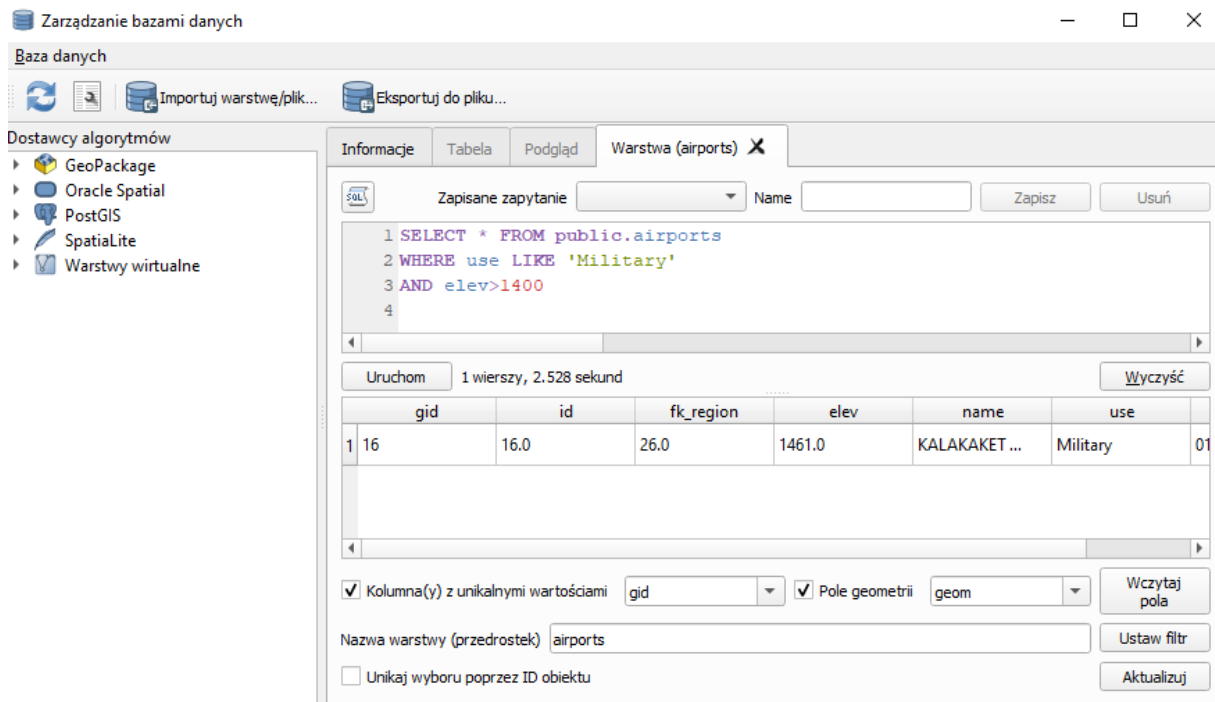 Zarządzanie bazami danych
Baza danych
Importuj warstwę/plik... Eksportuj do pliku...
Dostawcy algorytmów
GeoPackage
Oracle Spatial
PostGIS
SpatiaLite
Warstwy wirtualne
Informacje Tabela Podgląd Warstwa (airports)
SQL Zapisane zapytanie Name Zapisz Usuń
1 SELECT * FROM public.airports
2 WHERE use LIKE 'Military'
3 AND elev>1400
4
Uruchom 1 wierszy, 2.528 sekund Wyczyść
gid id fk_region elev name use
1 16 16.0 26.0 1461.0 KALAKAKET ... Military 01
Kolumna(y) z unikalnymi wartościami gid Pole geometrii geom Wczytaj
pola
Nazwa warstwy (przedrostek) airports Ustaw filtr
Unikaj wyboru poprzez ID obiektu Aktualizuj